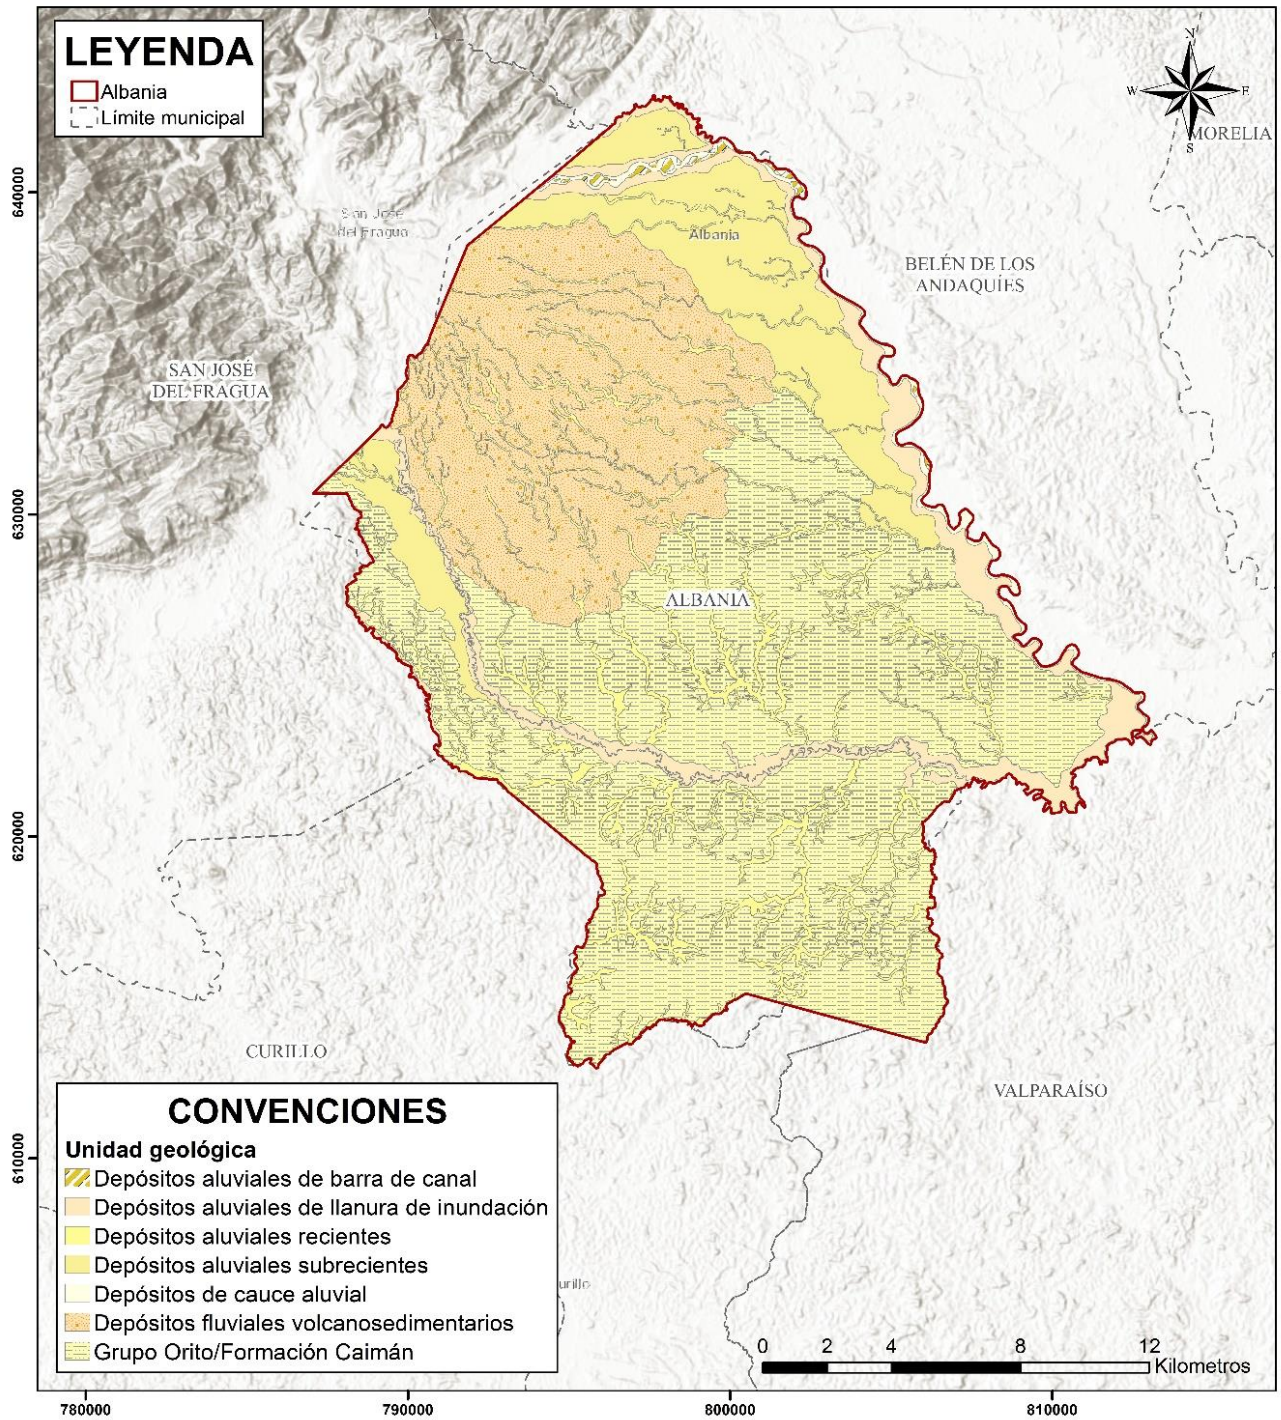 LEYENDA
Albania
Límite municipal
N
W
E
S
MORELIA
San José
del Fragua
Albania
BELÉN DE LOS
ANDAQUÍES
SAN JOSÉ
DEL FRAGUA
ALBANIA
CURILLO
VALPARAÍSO
CONVENCIONES
Unidad geológica
Depósitos aluviales de barra de canal
Depósitos aluviales de llanura de inundación
Depósitos aluviales recientes
Depósitos aluviales subrecientes
Depósitos de cauce aluvial
Depósitos fluviales volcanosedimentarios
Grupo Orito/Formación Caimán
urillo
0 2 4 8 12
Kilometros
640000
630000
620000
610000
780000 790000 800000 810000